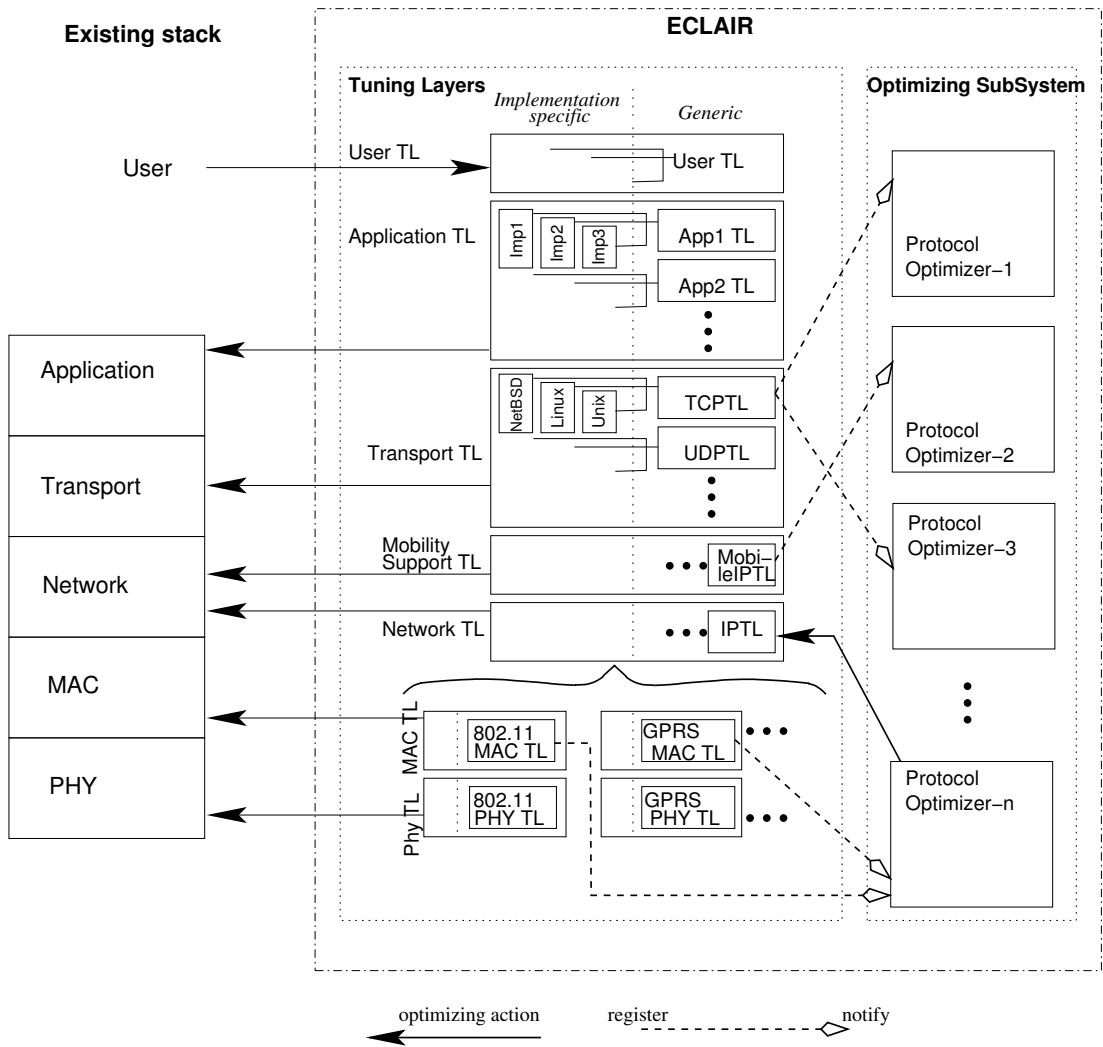 Existing stack
ECLAIR
Tuning Layers
Optimizing SubSystem
Implementation
specific
Generic
User
User TL
User TL
Application TL
Imp1
Imp2
Imp3
App1 TL
App2 TL
Protocol
Optimizer−1
Application
Transport
Network
MAC
PHY
NetBSD
Linux
Unix
TCPTL
Transport TL
UDPTL
Protocol
Optimizer−2
Mobility
Support TL
Mobi−
leIPTL
Protocol
Optimizer−3
Network TL
IPTL
MAC TL
802.11
MAC TL
GPRS
MAC TL
Phy TL
802.11
PHY TL
GPRS
PHY TL
Protocol
Optimizer−n
optimizing action
register
notify